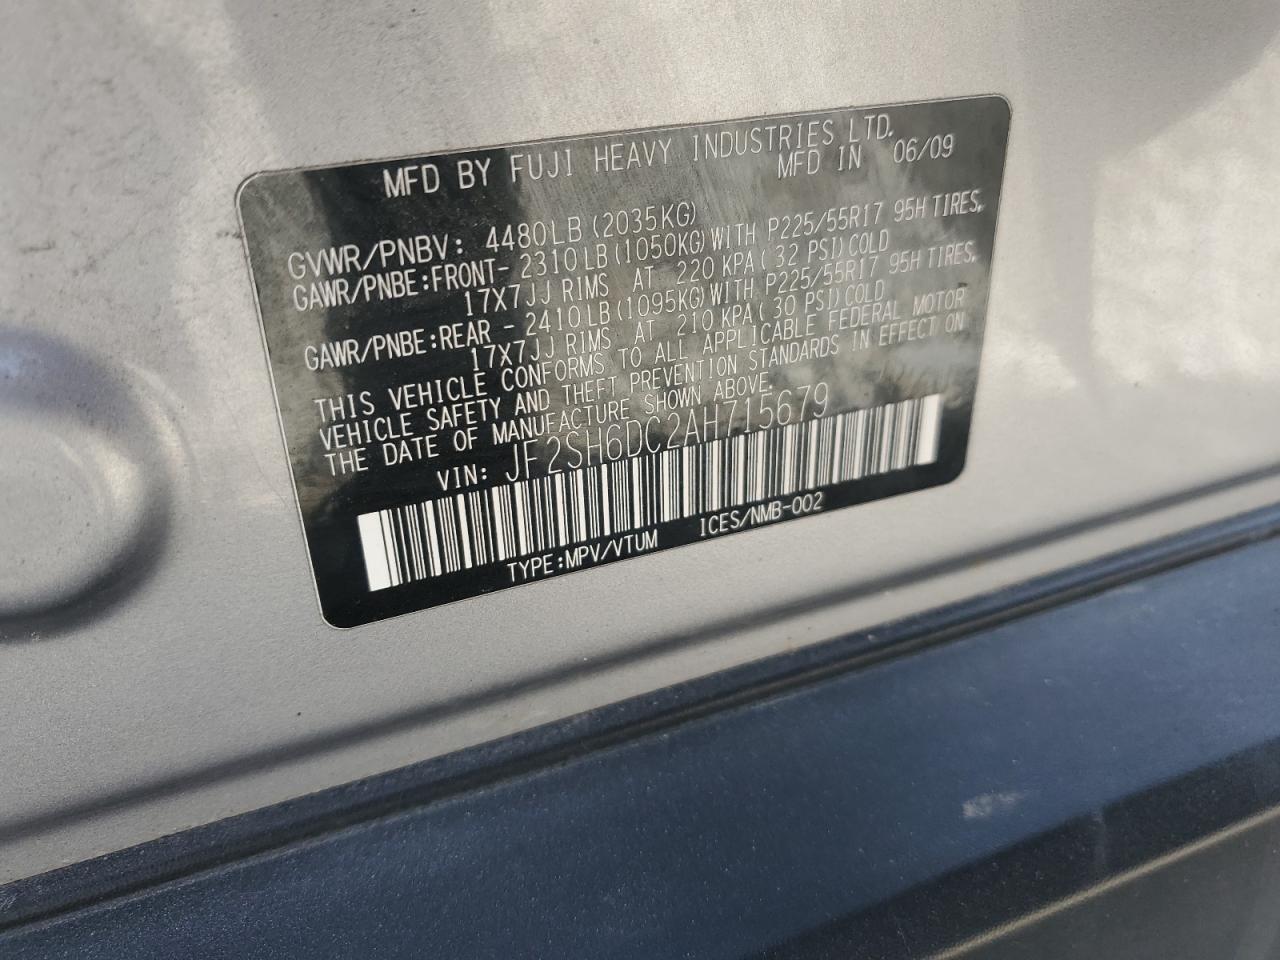 MFD BY FUJI HEAVY INDUSTRIES LTD.
MFD IN 06/09
GVWR/PNBV: 4480LB (2035KG)
GAWR/PNBE:FRONT- 2310LB (1050KG) WITH P225/55R17 95H TIRES,
17X7JJ RIMS AT 220 KPA( 32 PSI)COLD
GAWR/PNBE:REAR - 2410LB (1095KG) WITH P225/55R17 95H TIRES,
17X7JJ RIMS AT 210 KPA( 30 PSI)COLD
THIS VEHICLE CONFORMS TO ALL APPLICABLE FEDERAL MOTOR
VEHICLE SAFETY AND THEFT PREVENTION STANDARDS IN EFFECT ON
THE DATE OF MANUFACTURE SHOWN ABOVE.
VIN: JF2SH6DC2AH715679
TYPE:MPV/VTUM ICES/NMB-002